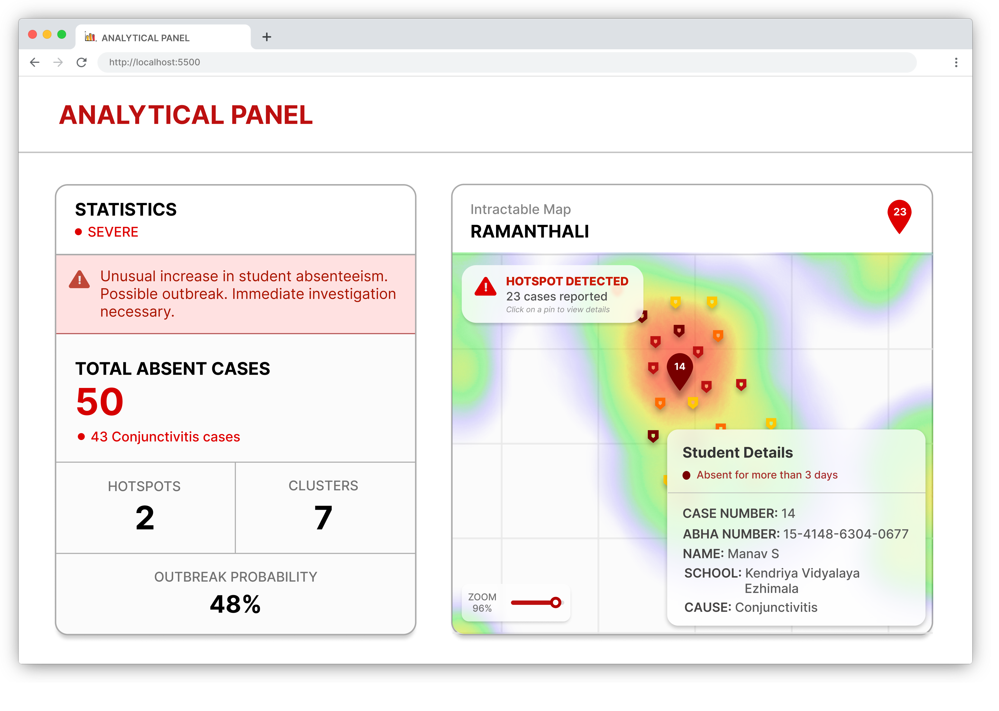 ANALYTICAL PANEL
http://localhost:5500
ANALYTICAL PANEL
STATISTICS
SEVERE
Unusual increase in student absenteeism.
Possible outbreak. Immediate investigation
necessary.
TOTAL ABSENT CASES
50
43 Conjunctivitis cases
HOTSPOTS
2
CLUSTERS
7
OUTBREAK PROBABILITY
48%
Intractable Map
RAMANTHALI
23
HOTSPOT DETECTED
23 cases reported
Click on a pin to view details
14
Student Details
Absent for more than 3 days
CASE NUMBER: 14
ABHA NUMBER: 15-4148-6304-0677
NAME: Manav S
SCHOOL: Kendriya Vidyalaya
Ezhimala
CAUSE: Conjunctivitis
ZOOM
96%